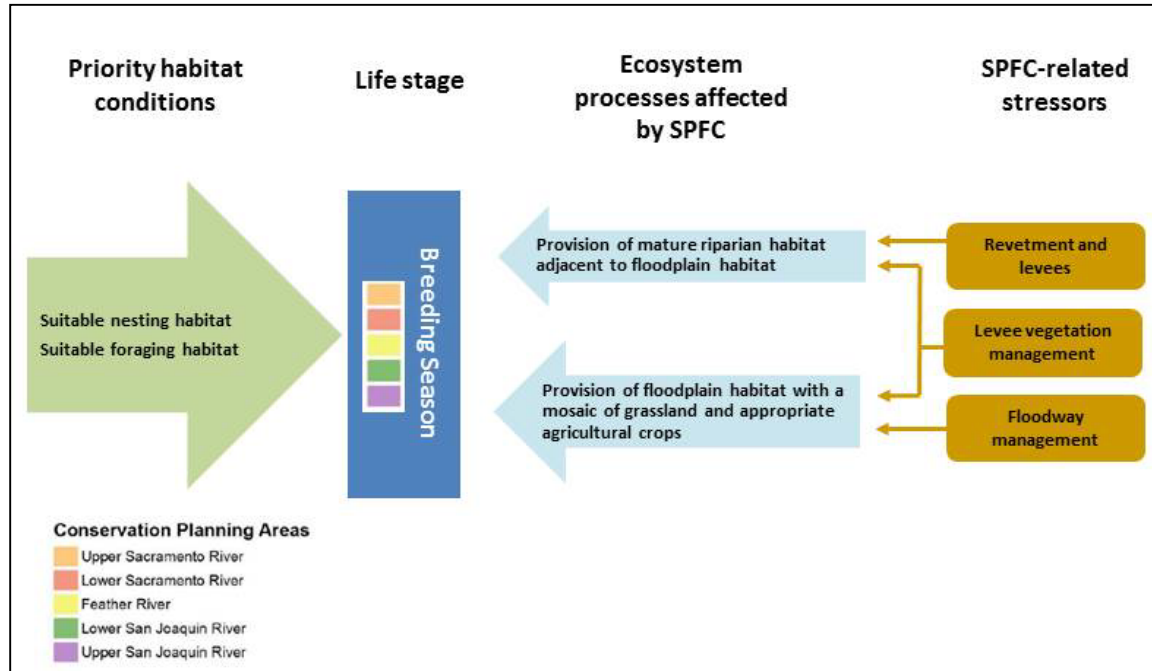 Priority habitat
conditions
Life stage
Ecosystem
processes affected
by SPFC
SPFC-related
stressors
Suitable nesting habitat
Suitable foraging habitat
Breeding Season
Provision of mature riparian habitat
adjacent to floodplain habitat
Provision of floodplain habitat with a
mosaic of grassland and appropriate
agricultural crops
Revetment and
levees
Levee vegetation
management
Floodway
management
Conservation Planning Areas
Upper Sacramento River
Lower Sacramento River
Feather River
Lower San Joaquin River
Upper San Joaquin River